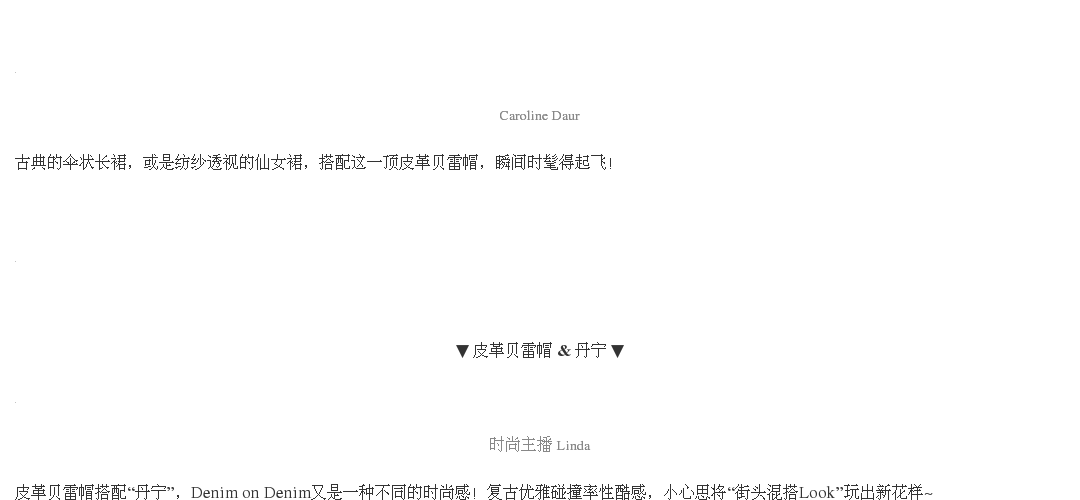 Caroline Daur
古典的伞状长裙，或是纺纱透视的仙女裙，搭配这一顶皮革贝雷帽，瞬间时髦得起飞！
▼ 皮革贝雷帽 & 丹宁 ▼
时尚主播 Linda
皮革贝雷帽搭配“丹宁”，Denim on Denim又是一种不同的时尚感！复古优雅碰撞率性酷感，小心思将“街头混搭Look”玩出新花样~